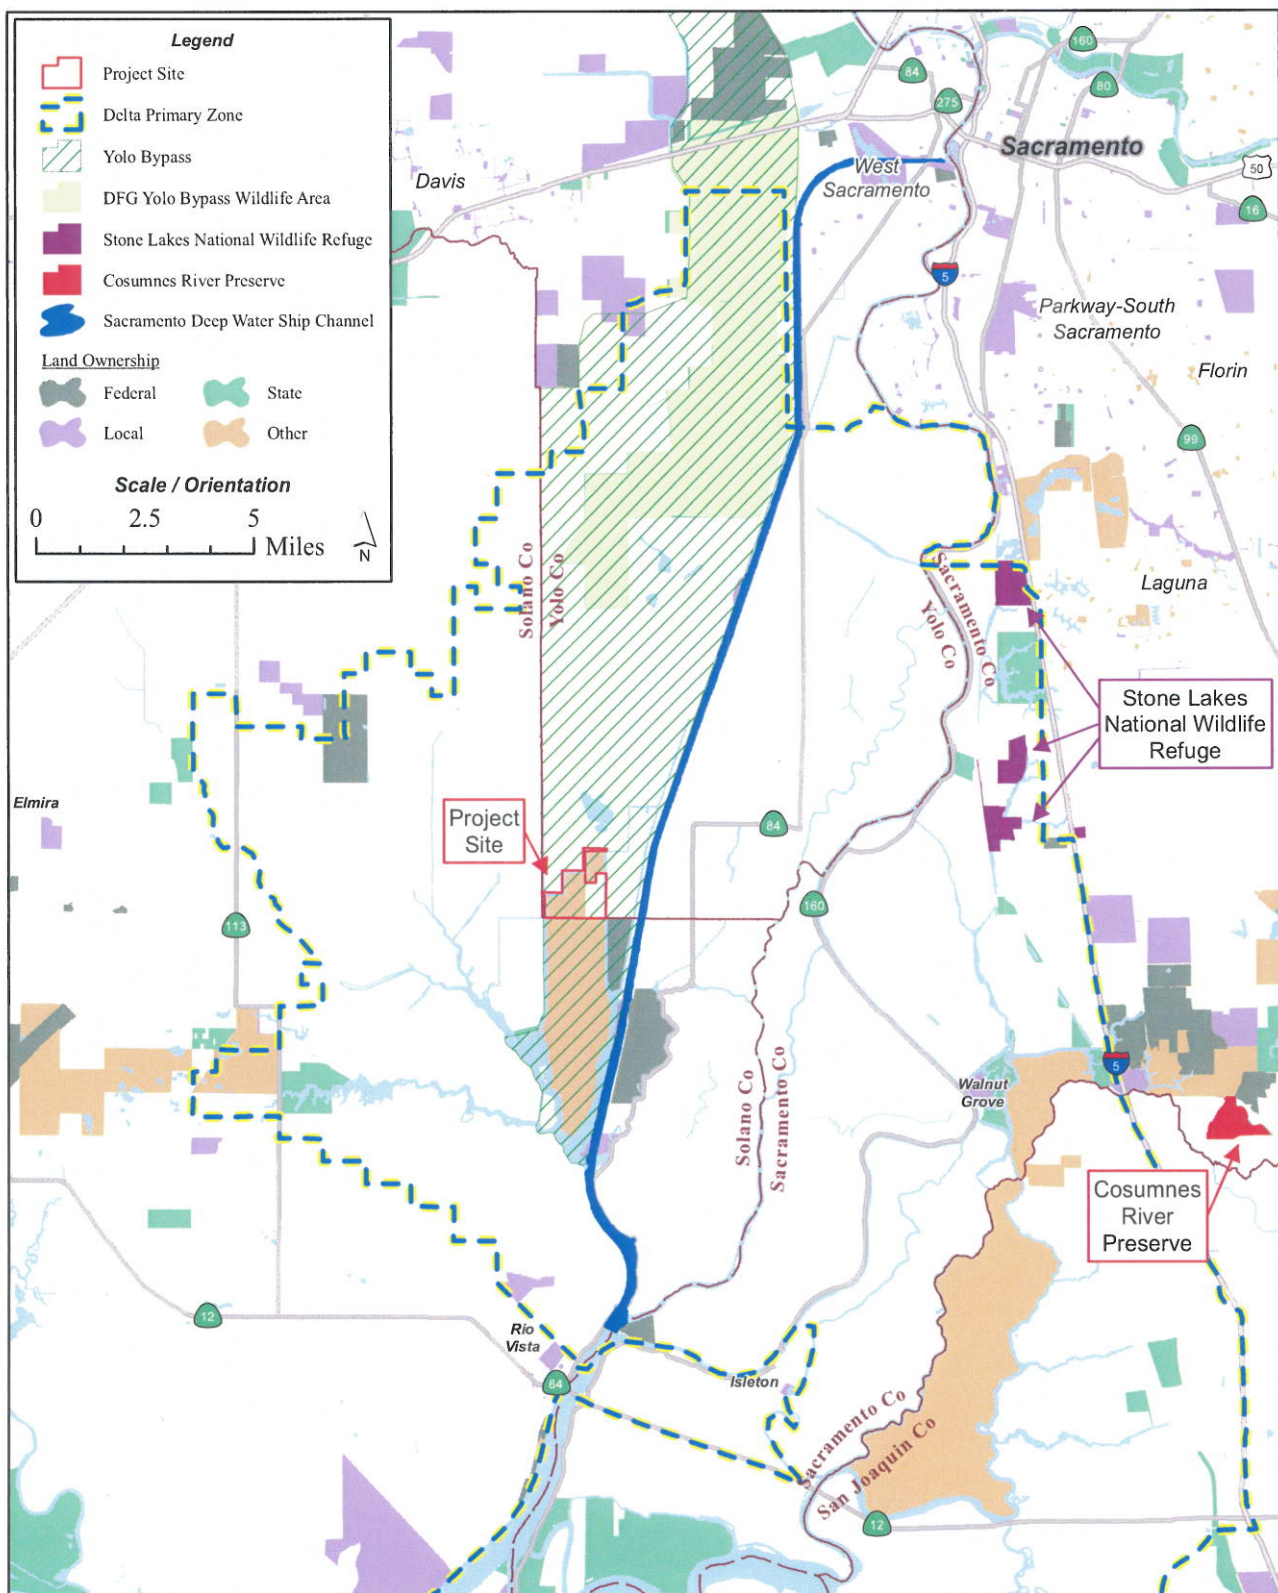 Legend
Project Site
Delta Primary Zone
Yolo Bypass
DFG Yolo Bypass Wildlife Area
Stone Lakes National Wildlife Refuge
Cosumnes River Preserve
Sacramento Deep Water Ship Channel
Land Ownership
Federal
State
Local
Other
Scale / Orientation
0 2.5 5
Miles
N
160
84
80
275
Sacramento
Davis
West
Sacramento
50
16
5
Parkway-South
Sacramento
Florin
99
Solano Co
Yolo Co
Sacramento Co
Yolo Co
Laguna
Stone Lakes
National Wildlife
Refuge
Elmira
Project
Site
84
113
160
5
Walnut
Grove
Solano Co
Sacramento Co
Cosumnes
River
Preserve
12
Rio
Vista
84
Isleton
Sacramento Co
San Joaquin Co
12